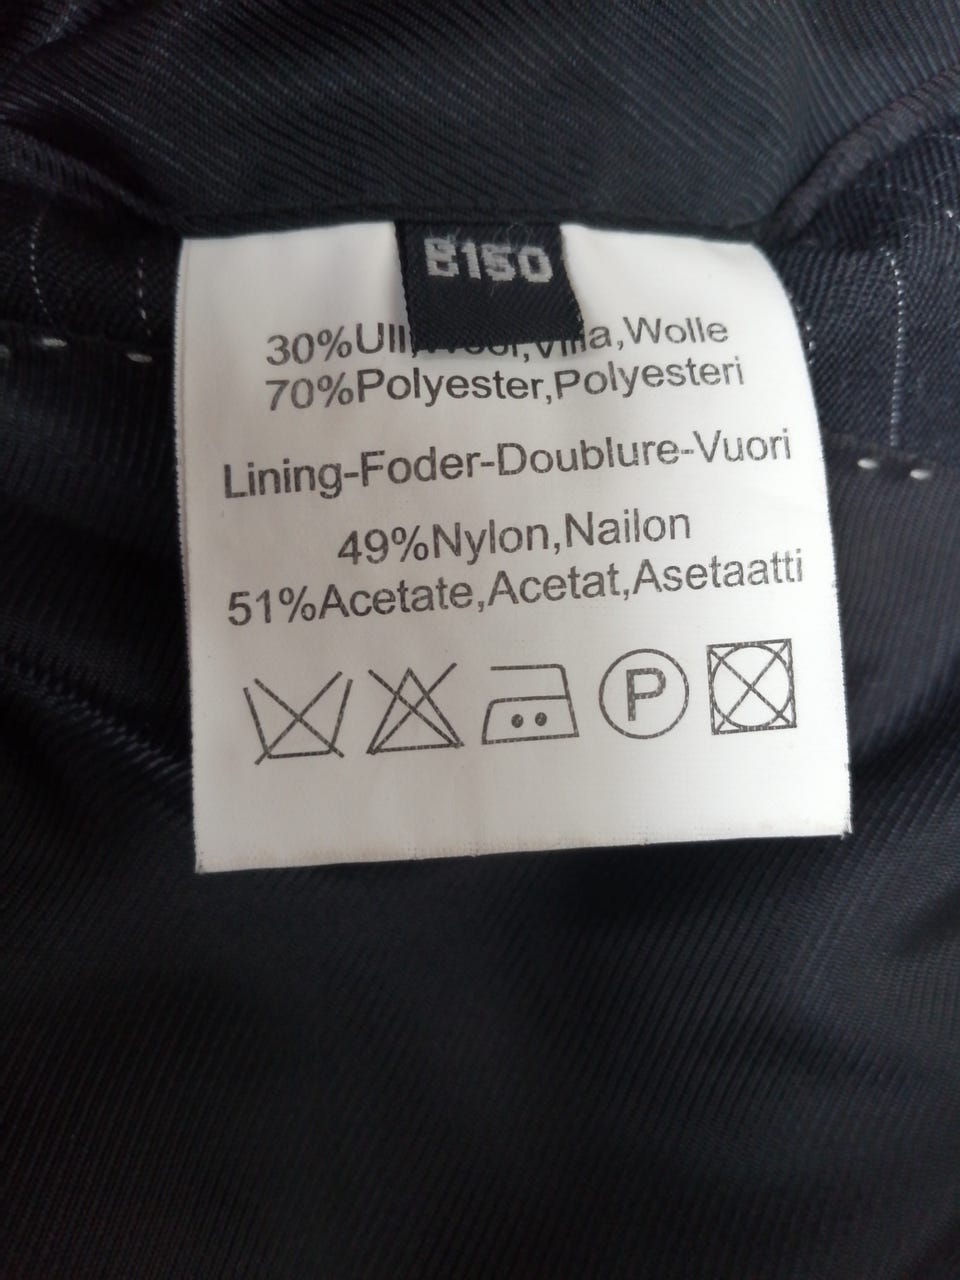 30%Ull, Wool,Villa,Wolle
70%Polyester,Polyesteri
Lining-Foder-Doublure-Vuori
49%Nylon,Nailon
51%Acetate,Acetat,Asetaatti
P